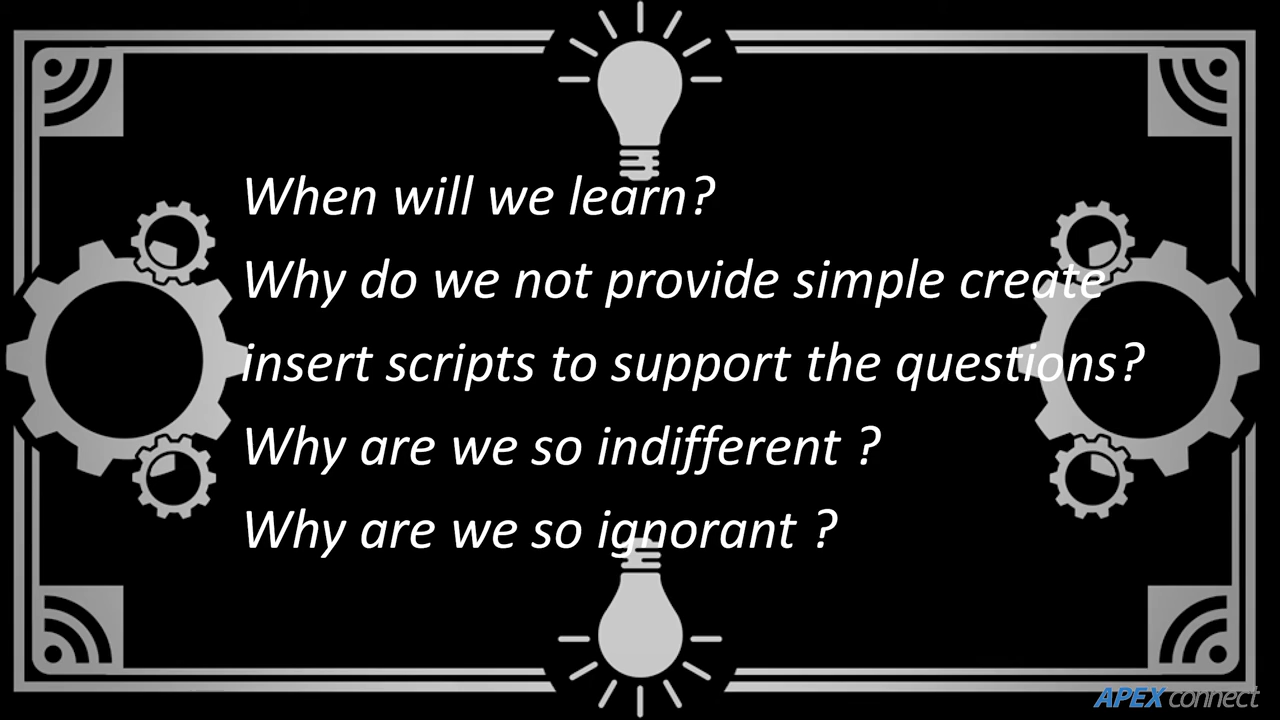 When will we learn?
Why do we not provide simple create
insert scripts to support the questions?
Why are we so indifferent ?
Why are we so ignorant ?
APEX connect